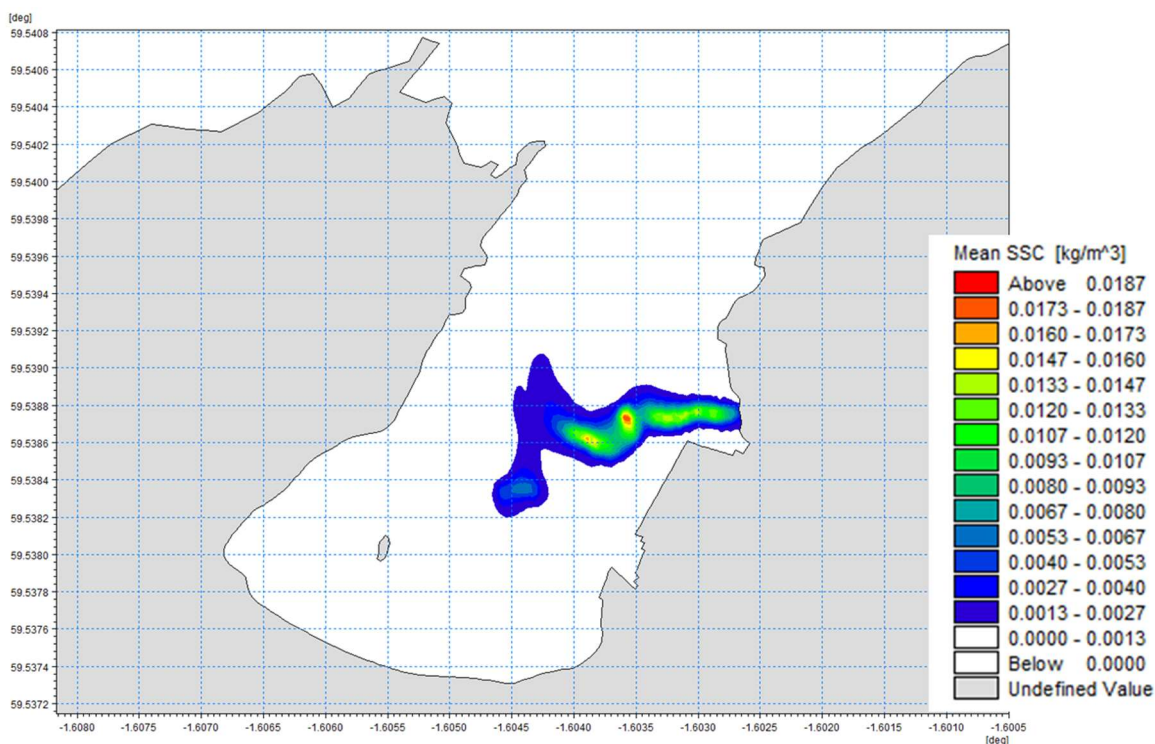 [deg]
59.5408
59.5406
59.5404
59.5402
59.5400
59.5398
59.5396
59.5394
59.5392
59.5390
59.5388
59.5386
59.5384
59.5382
59.5380
59.5378
59.5376
59.5374
59.5372
Mean SSC [kg/m^3]
Above 0.0187
0.0173 - 0.0187
0.0160 - 0.0173
0.0147 - 0.0160
0.0133 - 0.0147
0.0120 - 0.0133
0.0107 - 0.0120
0.0093 - 0.0107
0.0080 - 0.0093
0.0067 - 0.0080
0.0053 - 0.0067
0.0040 - 0.0053
0.0027 - 0.0040
0.0013 - 0.0027
0.0000 - 0.0013
Below 0.0000
Undefined Value
-1.6080 -1.6075 -1.6065 -1.6060 -1.6055 -1.6050 -1.6044 -1.6040 -1.6035 -1.6030 -1.6025 -1.6020 -1.6014 -1.6010 -1.6005
[deg]